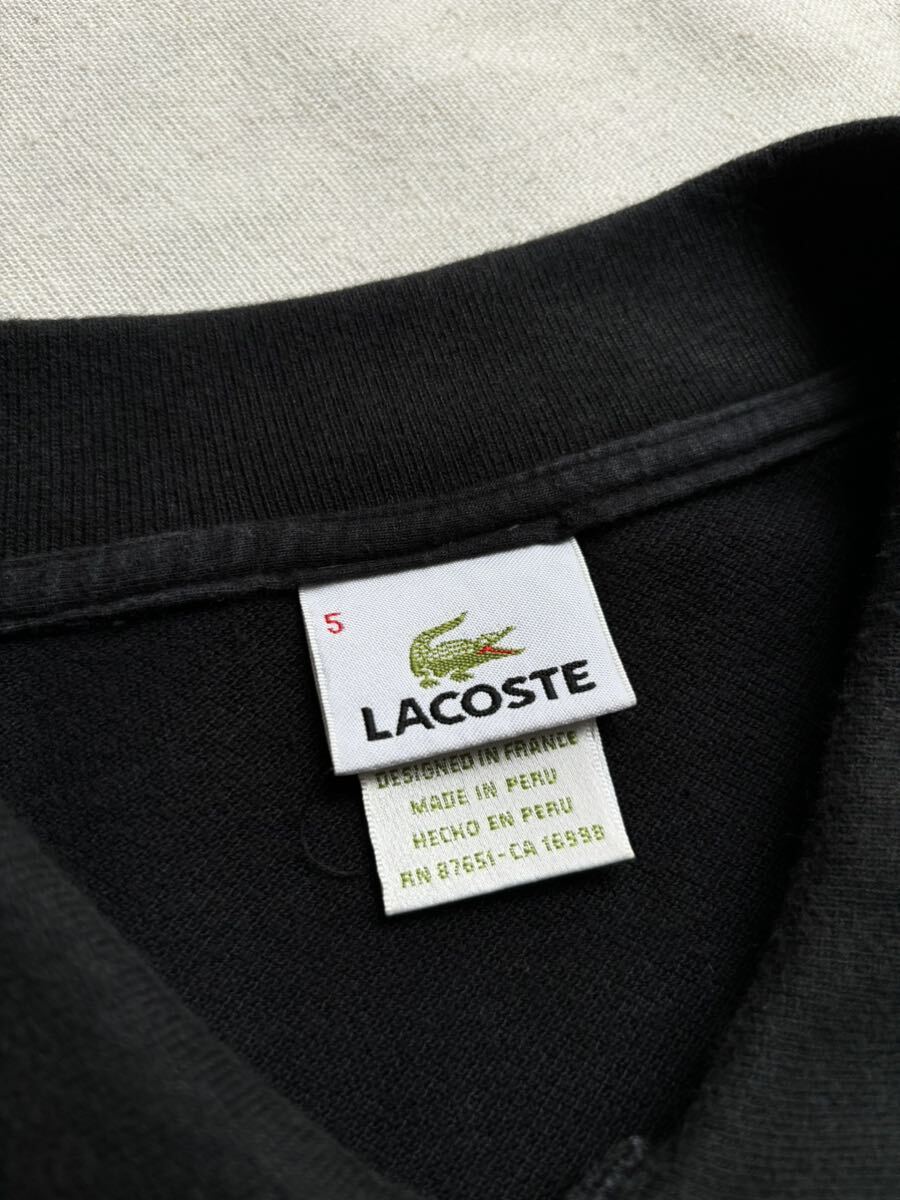 5
LACOSTE
DESIGNED IN FRANCE
MADE IN PERU
HECHO EN PERU
RN 87651 - CA 16998